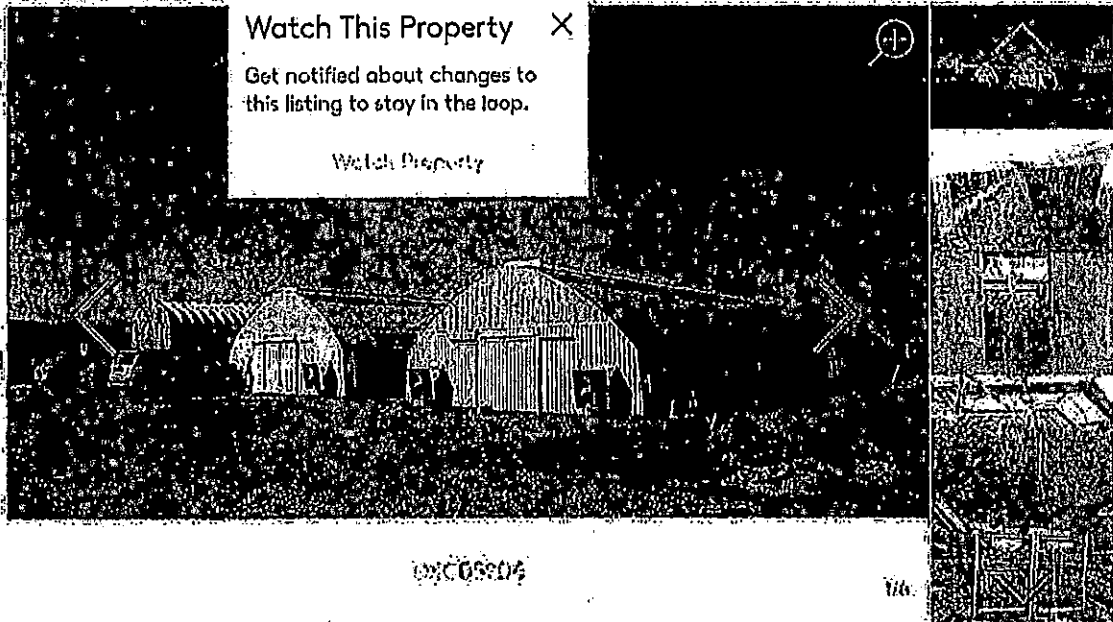 Watch This Property
Get notified about changes to
this listing to stay in the loop.
Watch Property